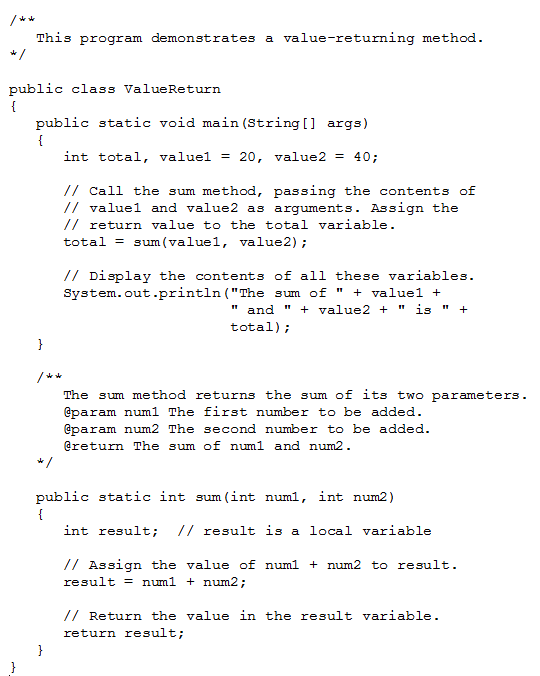 /**
   This program demonstrates a value-returning method.
*/

public class ValueReturn
{
   public static void main(String[] args)
   {
      int total, value1 = 20, value2 = 40;

      // Call the sum method, passing the contents of
      // value1 and value2 as arguments. Assign the
      // return value to the total variable.
      total = sum(value1, value2);

      // Display the contents of all these variables.
      System.out.println("The sum of " + value1 +
                         " and " + value2 + " is " +
                         total);
   }

   /**
      The sum method returns the sum of its two parameters.
      @param num1 The first number to be added.
      @param num2 The second number to be added.
      @return The sum of num1 and num2.
   */

   public static int sum(int num1, int num2)
   {
      int result;  // result is a local variable

      // Assign the value of num1 + num2 to result.
      result = num1 + num2;

      // Return the value in the result variable.
      return result;
   }
}